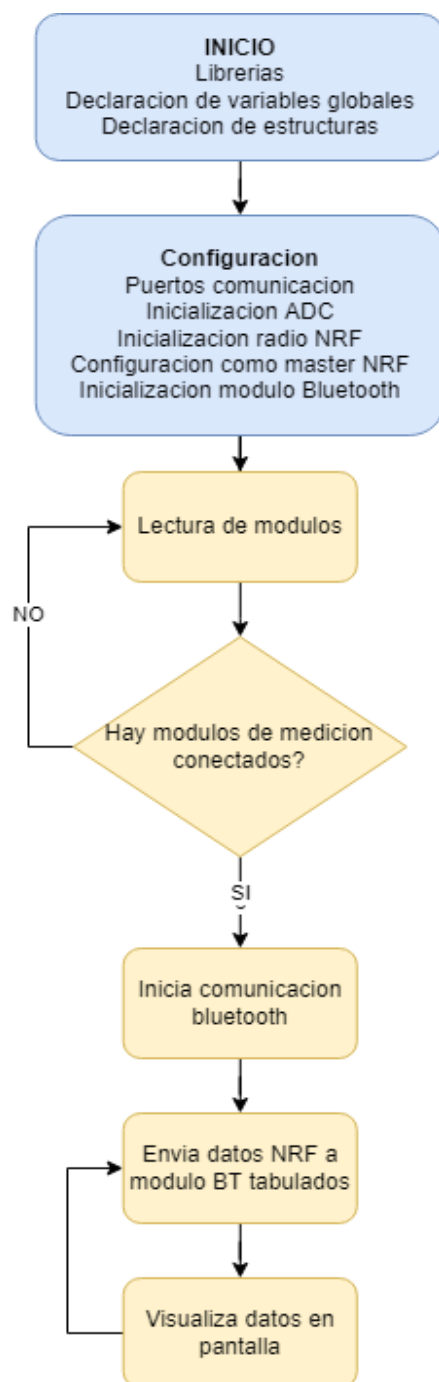 INICIO
Librerias
Declaracion de variables globales
Declaracion de estructuras
Configuracion
Puertos comunicacion
Inicializacion ADC
Inicializacion radio NRF
Configuracion como master NRF
Inicializacion modulo Bluetooth
Lectura de modulos
NO
Hay modulos de medicion
conectados?
SI
Inicia comunicacion
bluetooth
Envia datos NRF a
modulo BT tabulados
Visualiza datos en
pantalla